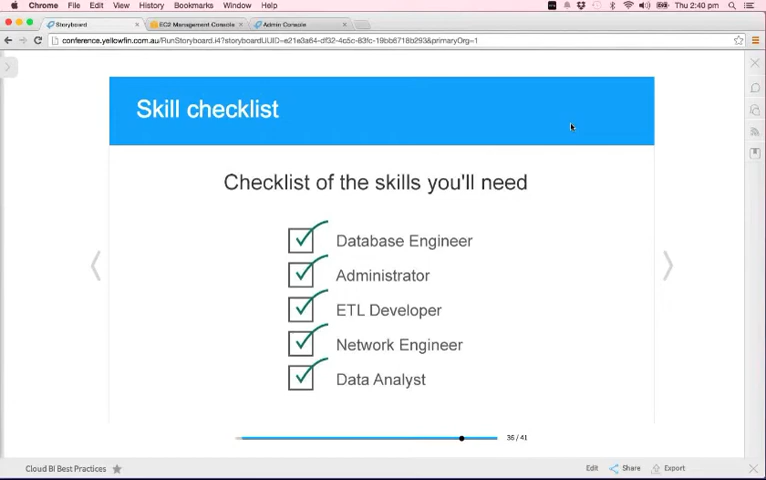 Chrome File Edit View History Bookmarks Window Help
Thu 2:40 pm
Storyboard
EC2 Management Console
Admin Console
conference.yellowfin.com.au/RunStoryboard.i4?storyboardUUID=e21e3a64-df32-4c5c-83fc-19bb6718b293&primaryOrg=1
Skill checklist
Checklist of the skills you'll need
Database Engineer
Administrator
ETL Developer
Network Engineer
Data Analyst
36 / 41
Cloud BI Best Practices
Edit
Share
Export